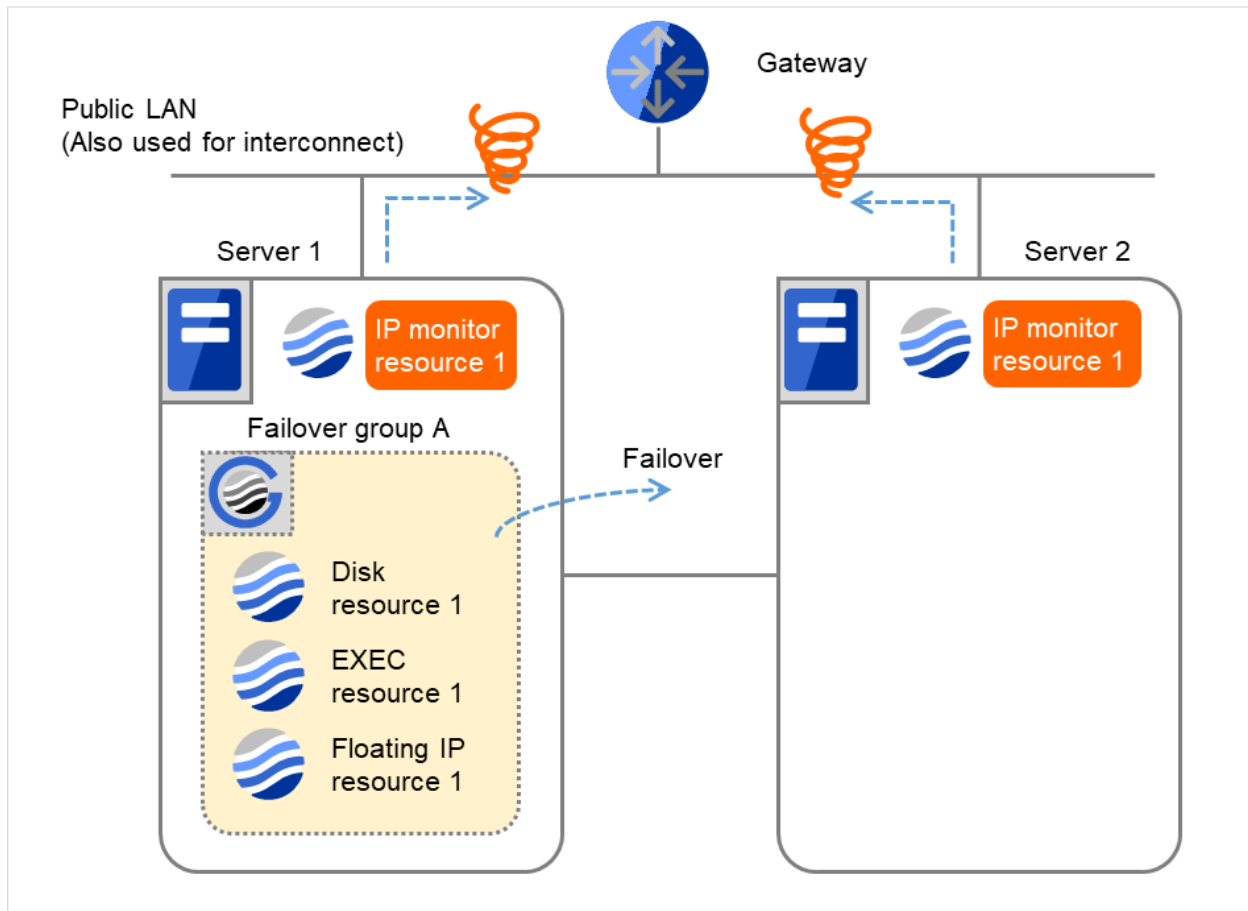 Gateway
Public LAN
(Also used for interconnect)
Server 1
Server 2
IP monitor
resource 1
IP monitor
resource 1
Failover group A
Failover
Disk
resource 1
EXEC
resource 1
Floating IP
resource 1